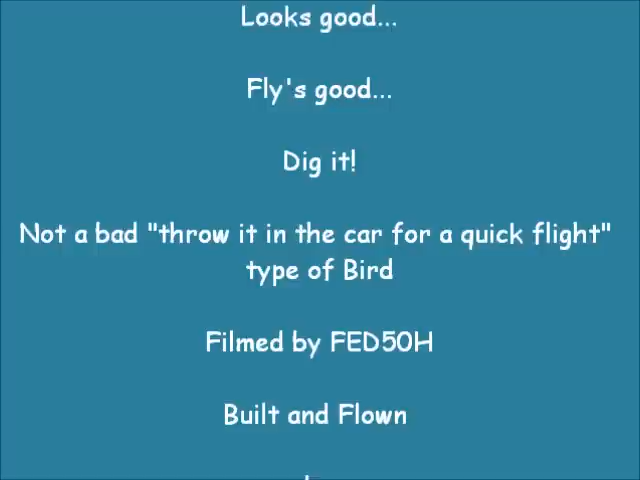 Looks good...
Fly's good...
Dig it!
Not a bad "throw it in the car for a quick flight"
type of Bird
Filmed by FED50H
Built and Flown